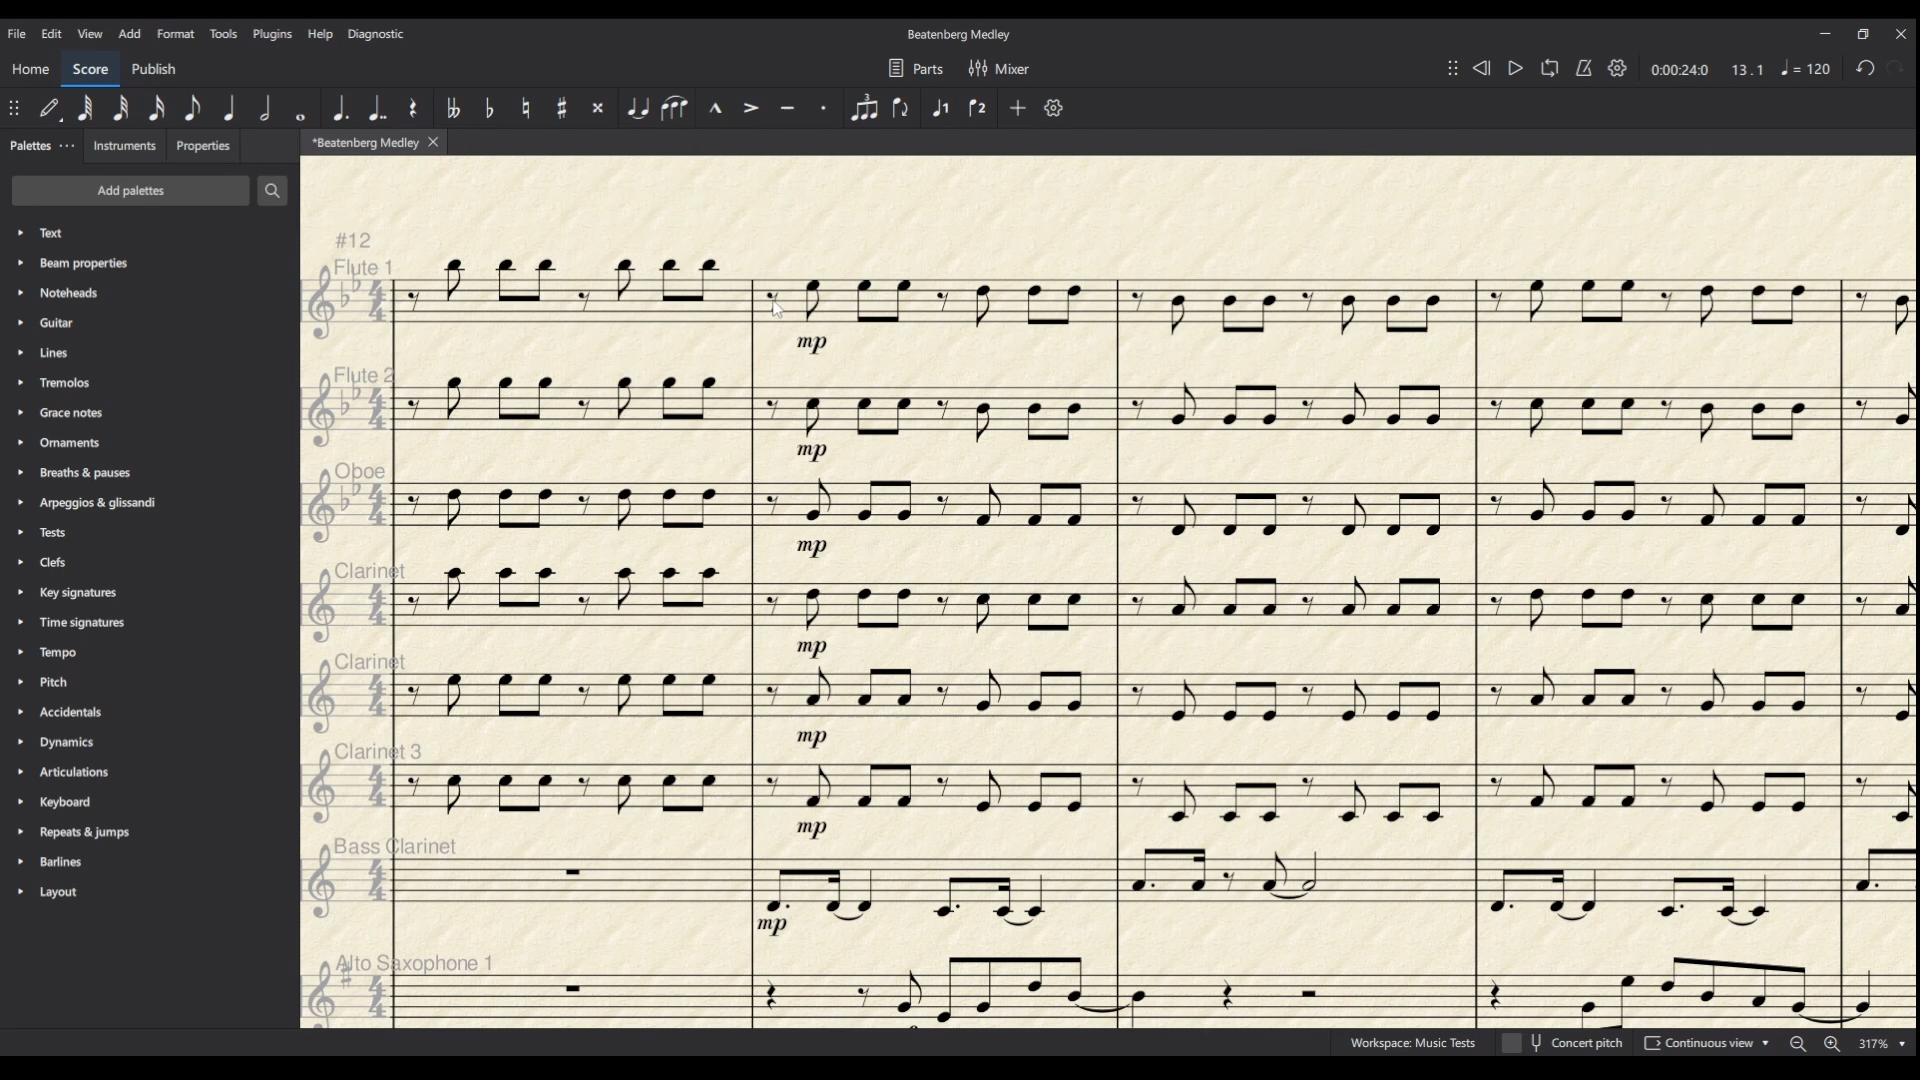 File Edit View Add Format Tools Plugins Help Diagnostic Beatenberg Medley
Home Score Publish Parts Mixer 0:00:24:0 13.1 = 120
3 1 2
Palettes ··· Instruments Properties *Beatenberg Medley
Add palettes
Text
Beam properties
Noteheads
Guitar
Lines
Tremolos
Grace notes
Ornaments
Breaths & pauses
Arpeggios & glissandi
Tests
Clefs
Key signatures
Time signatures
Tempo
Pitch
Accidentals
Dynamics
Articulations
Keyboard
Repeats & jumps
Barlines
Layout
#12
Flute 1
mp
Flute 2
mp
Oboe
mp
Clarinet
mp
Clarinet
mp
Clarinet 3
mp
Bass Clarinet
mp
Alto Saxophone 1
Workspace: Music Tests Concert pitch Continuous view 317%